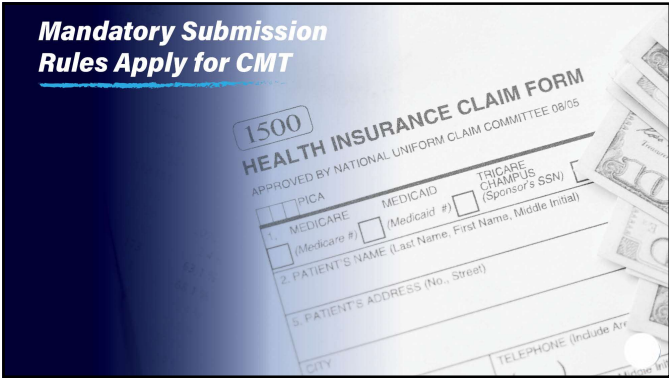 Mandatory Submission
Rules Apply for CMT
1500
HEALTH INSURANCE CLAIM FORM
APPROVED BY NATIONAL UNIFORM CLAIM COMMITTEE 08/05
PICA
1. MEDICARE MEDICAID TRICARE
CHAMPUS
(Medicare #) (Medicaid #) (Sponsor's SSN)
2. PATIENT'S NAME (Last Name, First Name, Middle Initial)
5. PATIENT'S ADDRESS (No., Street)
CITY
TELEPHONE (Include